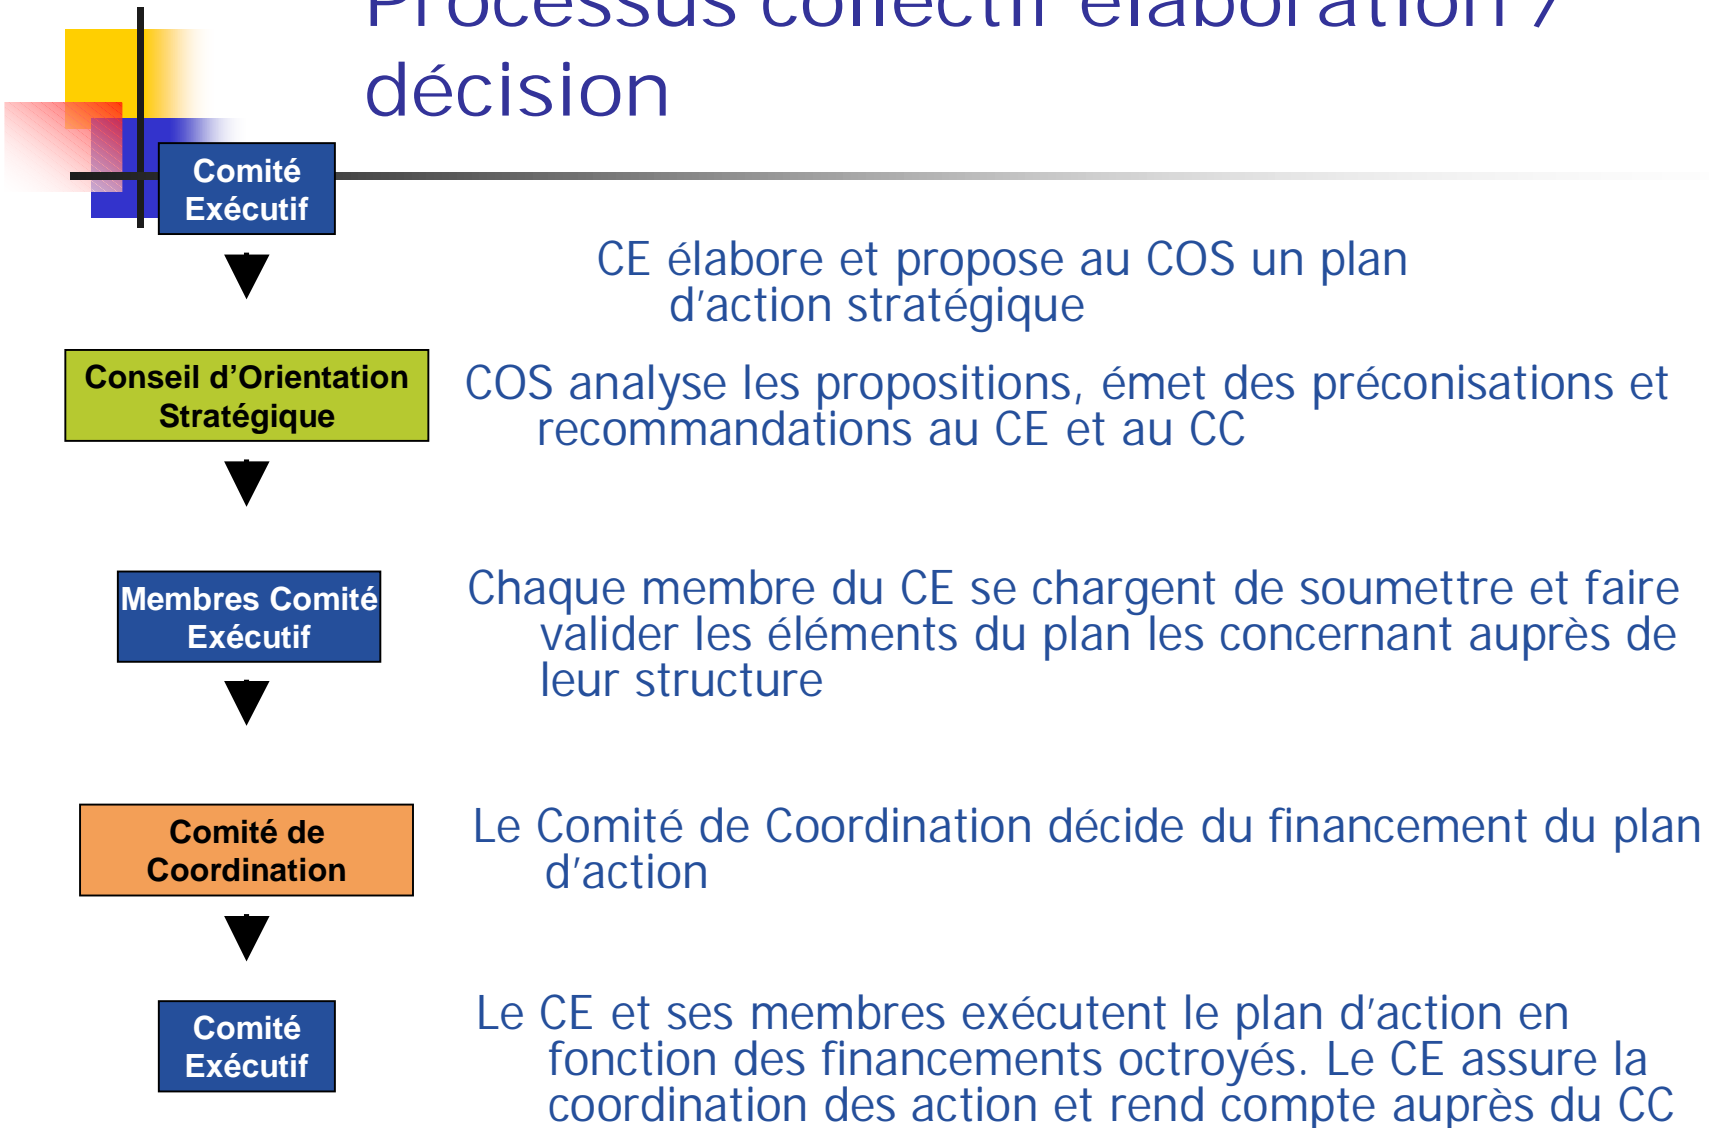 Processus collectif élaboration /
décision
Comité
Exécutif
CE élabore et propose au COS un plan
d’action stratégique
Conseil d’Orientation
Stratégique
COS analyse les propositions, émet des préconisations et
recommandations au CE et au CC
Membres Comité
Exécutif
Chaque membre du CE se chargent de soumettre et faire
valider les éléments du plan les concernant auprès de
leur structure
Comité de
Coordination
Le Comité de Coordination décide du financement du plan
d’action
Comité
Exécutif
Le CE et ses membres exécutent le plan d’action en
fonction des financements octroyés. Le CE assure la
coordination des action et rend compte auprès du CC